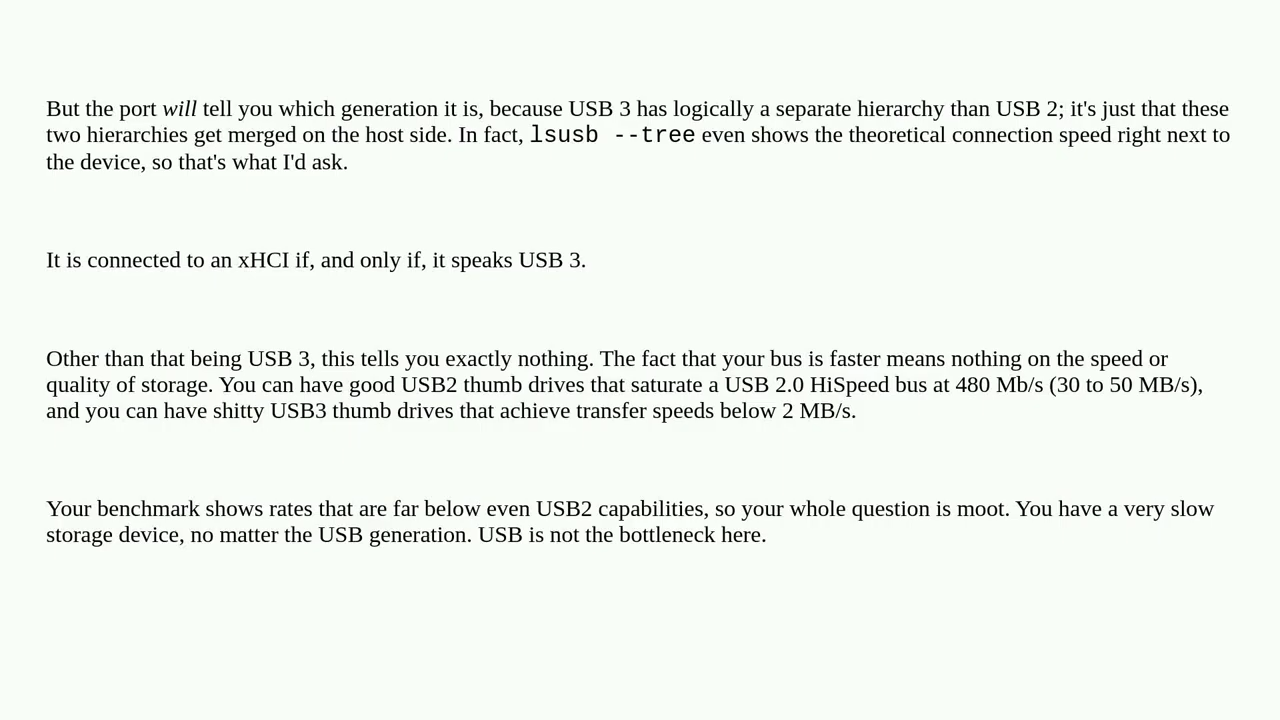 But the port will tell you which generation it is, because USB 3 has logically a separate hierarchy than USB 2; it's just that these
two hierarchies get merged on the host side. In fact, lsusb --tree even shows the theoretical connection speed right next to
the device, so that's what I'd ask.
It is connected to an xHCI if, and only if, it speaks USB 3.
Other than that being USB 3, this tells you exactly nothing. The fact that your bus is faster means nothing on the speed or
quality of storage. You can have good USB2 thumb drives that saturate a USB 2.0 HiSpeed bus at 480 Mb/s (30 to 50 MB/s),
and you can have shitty USB3 thumb drives that achieve transfer speeds below 2 MB/s.
Your benchmark shows rates that are far below even USB2 capabilities, so your whole question is moot. You have a very slow
storage device, no matter the USB generation. USB is not the bottleneck here.